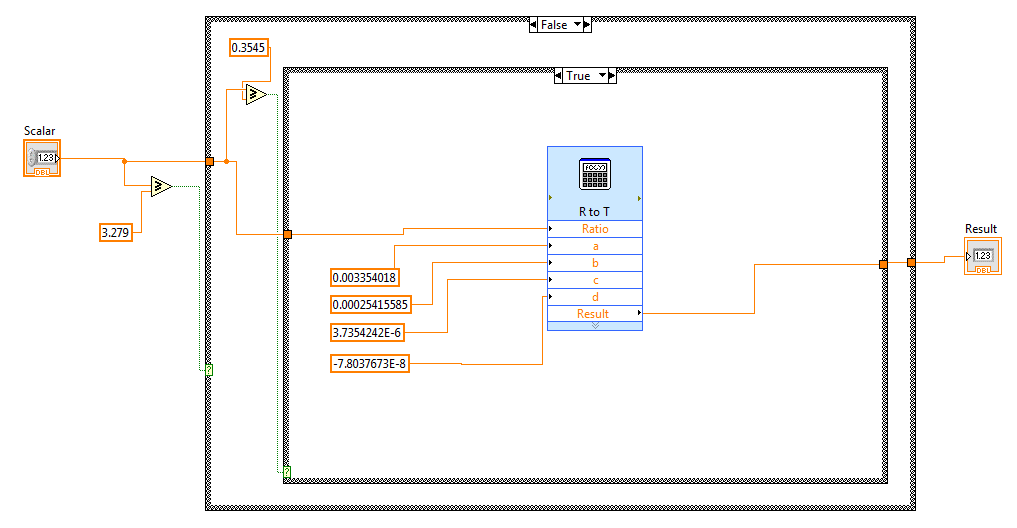 False
0.3545
True
Scalar
1.23
DBL
≥
≥
3.279
f(x,y)
R to T
Ratio
a
b
c
d
Result
0.003354018
0.00025415585
3.7354242E-6
-7.8037673E-8
?
?
Result
1.23
DBL